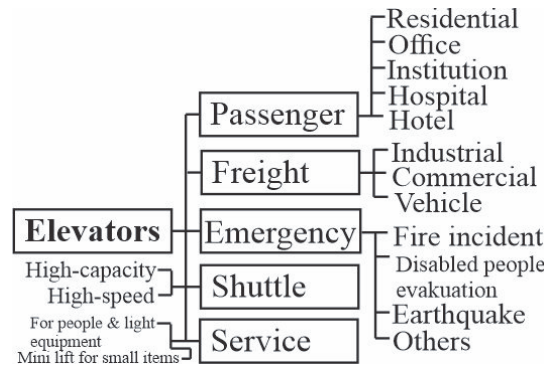 Residential
Office
Institution
Hospital
Hotel
Passenger
Industrial
Commercial
Vehicle
Freight
Elevators
Emergency
Fire incident
Disabled people
evakuation
Earthquake
Others
High-capacity
High-speed
Shuttle
For people & light
equipment
Mini lift for small items
Service